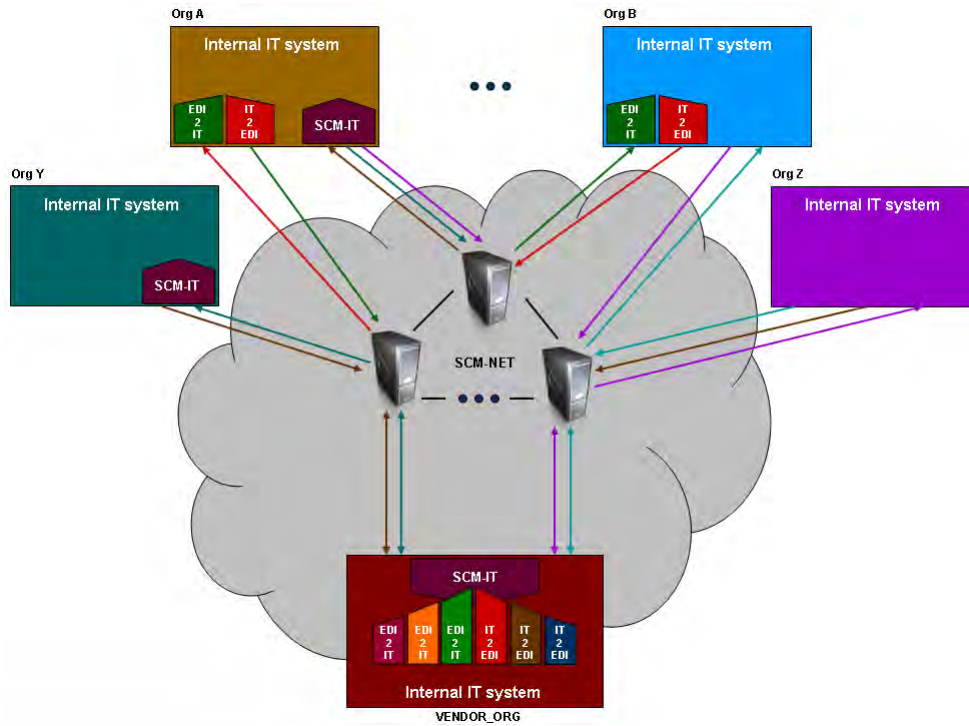 Org A
Org B
Internal IT system
Internal IT system
EDI
2
IT
IT
2
EDI
SCM-IT
EDI
2
IT
IT
2
EDI
Org Y
Org Z
Internal IT system
Internal IT system
SCM-IT
SCM-NET
SCM-IT
EDI
2
IT
EDI
2
IT
EDI
2
IT
IT
2
EDI
IT
2
EDI
IT
2
EDI
Internal IT system
VENDOR_ORG